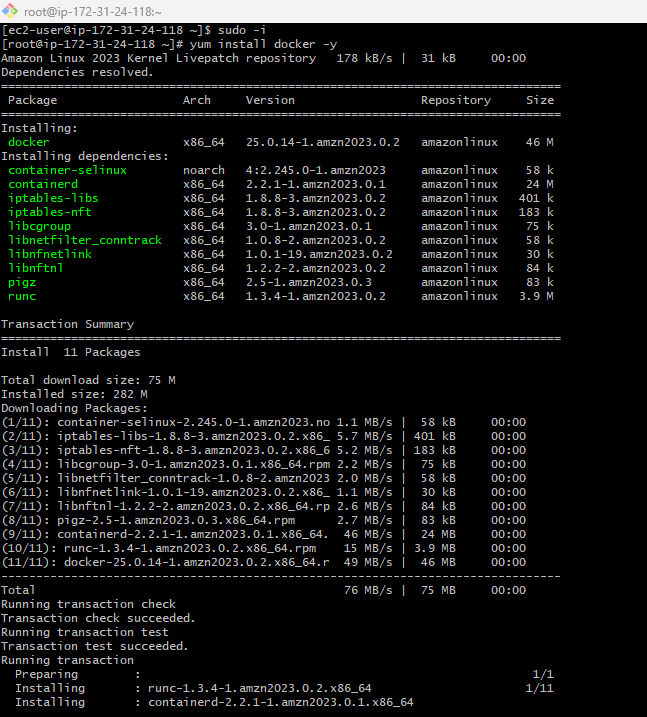 root@ip-172-31-24-118:~
[ec2-user@ip-172-31-24-118 ~]$ sudo -i
[root@ip-172-31-24-118 ~]# yum install docker -y
Amazon Linux 2023 Kernel Livepatch repository   178 kB/s |  31 kB     00:00
Dependencies resolved.
================================================================================
 Package                  Arch     Version                  Repository     Size
================================================================================
Installing:
 docker                   x86_64   25.0.14-1.amzn2023.0.2   amazonlinux    46 M
Installing dependencies:
 container-selinux        noarch   4:2.245.0-1.amzn2023     amazonlinux    58 k
 containerd               x86_64   2.2.1-1.amzn2023.0.1     amazonlinux    24 M
 iptables-libs            x86_64   1.8.8-3.amzn2023.0.2     amazonlinux   401 k
 iptables-nft             x86_64   1.8.8-3.amzn2023.0.2     amazonlinux   183 k
 libcgroup                x86_64   3.0-1.amzn2023.0.1       amazonlinux    75 k
 libnetfilter_conntrack   x86_64   1.0.8-2.amzn2023.0.2     amazonlinux    58 k
 libnfnetlink             x86_64   1.0.1-19.amzn2023.0.2    amazonlinux    30 k
 libnftnl                 x86_64   1.2.2-2.amzn2023.0.2     amazonlinux    84 k
 pigz                     x86_64   2.5-1.amzn2023.0.3       amazonlinux    83 k
 runc                     x86_64   1.3.4-1.amzn2023.0.2     amazonlinux   3.9 M
Transaction Summary
================================================================================
Install  11 Packages
Total download size: 75 M
Installed size: 282 M
Downloading Packages:
(1/11): container-selinux-2.245.0-1.amzn2023.no 1.1 MB/s |  58 kB     00:00
(2/11): iptables-libs-1.8.8-3.amzn2023.0.2.x86_ 5.7 MB/s | 401 kB     00:00
(3/11): iptables-nft-1.8.8-3.amzn2023.0.2.x86_6 5.2 MB/s | 183 kB     00:00
(4/11): libcgroup-3.0-1.amzn2023.0.1.x86_64.rpm 2.2 MB/s |  75 kB     00:00
(5/11): libnetfilter_conntrack-1.0.8-2.amzn2023 2.0 MB/s |  58 kB     00:00
(6/11): libnfnetlink-1.0.1-19.amzn2023.0.2.x86_ 1.1 MB/s |  30 kB     00:00
(7/11): libnftnl-1.2.2-2.amzn2023.0.2.x86_64.rp 2.6 MB/s |  84 kB     00:00
(8/11): pigz-2.5-1.amzn2023.0.3.x86_64.rpm      2.7 MB/s |  83 kB     00:00
(9/11): containerd-2.2.1-1.amzn2023.0.1.x86_64.  46 MB/s |  24 MB     00:00
(10/11): runc-1.3.4-1.amzn2023.0.2.x86_64.rpm    15 MB/s | 3.9 MB     00:00
(11/11): docker-25.0.14-1.amzn2023.0.2.x86_64.r  49 MB/s |  46 MB     00:00
--------------------------------------------------------------------------------
Total                                            76 MB/s |  75 MB     00:00
Running transaction check
Transaction check succeeded.
Running transaction test
Transaction test succeeded.
Running transaction
  Preparing        :                                                        1/1
  Installing       : runc-1.3.4-1.amzn2023.0.2.x86_64                      1/11
  Installing       : containerd-2.2.1-1.amzn2023.0.1.x86_64